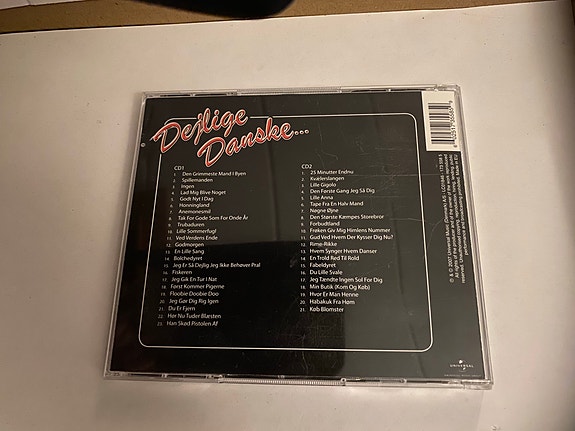 Dejlige
Danske...
CD1
1. Den Grimmeste Mand I Byen
2. Spillemanden
3. Ingen
4. Lad Mig Blive Noget
5. Godt Nyt I Dag
6. Honningland
7. Anemonesmil
8. Tak For Gode Som For Onde År
9. Trubaduren
10. Lille Sommerfugl
11. Ved Verdens Ende
12. Godmorgen
13. En Lille Sang
14. Bolchedyret
15. Jeg Er Så Dejlig Jeg Ikke Behøver Pral
16. Fiskeren
17. Jeg Gik En Tur I Nat
18. Først Kommer Pigerne
19. Floobie Doobie Doo
20. Jeg Gør Dig Rig Igen
21. Du Er Fjern
22. Hør Nu Tuder Blæsten
23. Han Skød Pistolen Af
CD2
1. 25 Minutter Endnu
2. Kvælerslangen
3. Lille Gigolo
4. Den Første Gang Jeg Så Dig
5. Lille Anna
6. Tape Fra En Halv Mand
7. Nøgne Øjne
8. Den Største Kæmpes Storebror
9. Forbudtland
10. Frøken Giv Mig Himlens Nummer
11. Gud Ved Hvem Der Kysser Dig Nu?
12. Rime-Rikke
13. Hvem Synger Hvem Danser
14. En Trold Red Til Rold
15. Fabeldyret
16. Du Lille Svale
17. Jeg Tændte Ingen Sol For Dig
18. Min Butik (Kom Og Køb)
19. Hvor Er Man Henne
20. Habakuk Fra Høm
21. Køb Blomster
UNIVERSAL